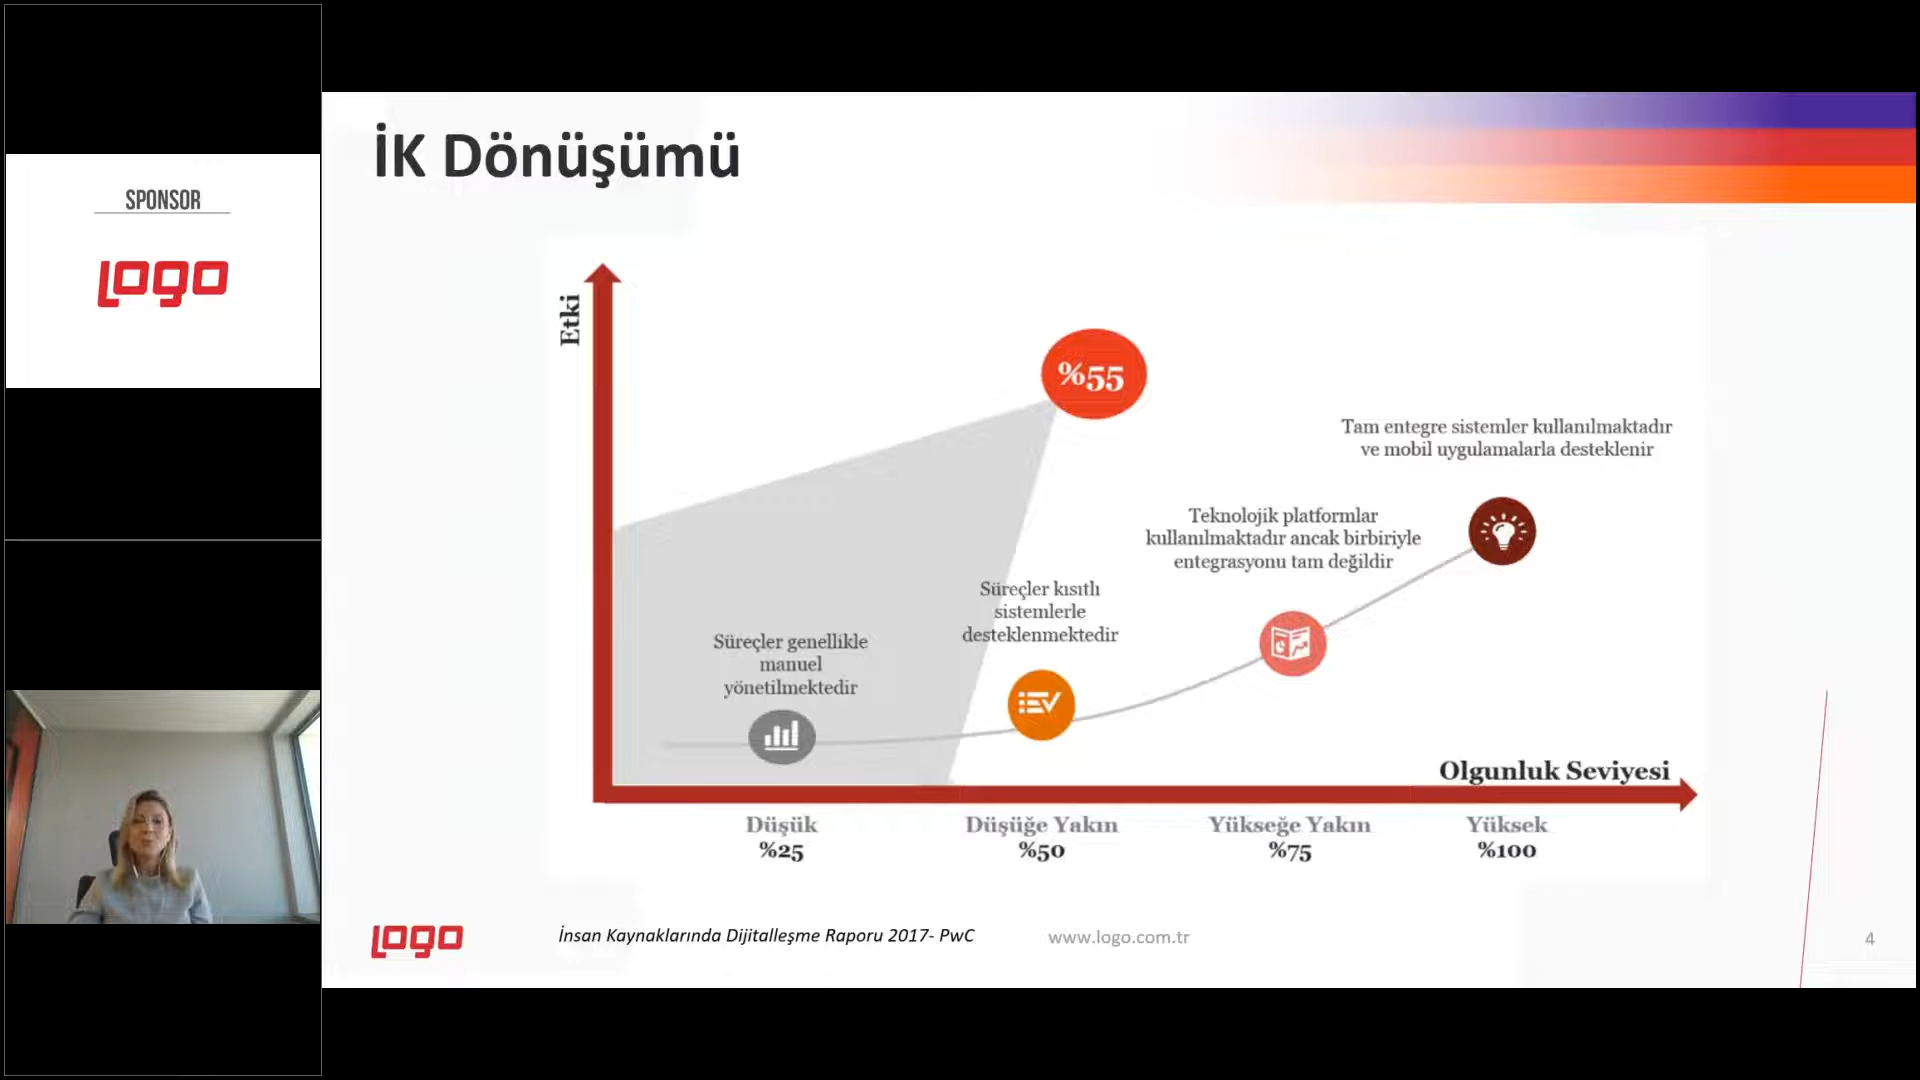 SPONSOR
LOGO
İK Dönüşümü
Etki
%55
Tam entegre sistemler kullanılmaktadır
ve mobil uygulamalarla desteklenir
Teknolojik platformlar
kullanılmaktadır ancak birbiriyle
entegrasyonu tam değildir
Süreçler kısıtlı
sistemlerle
desteklenmektedir
Süreçler genellikle
manuel
yönetilmektedir
Olgunluk Seviyesi
Düşük
%25
Düşüğe Yakın
%50
Yükseğe Yakın
%75
Yüksek
%100
LOGO
İnsan Kaynaklarında Dijitalleşme Raporu 2017- PwC
www.logo.com.tr
4